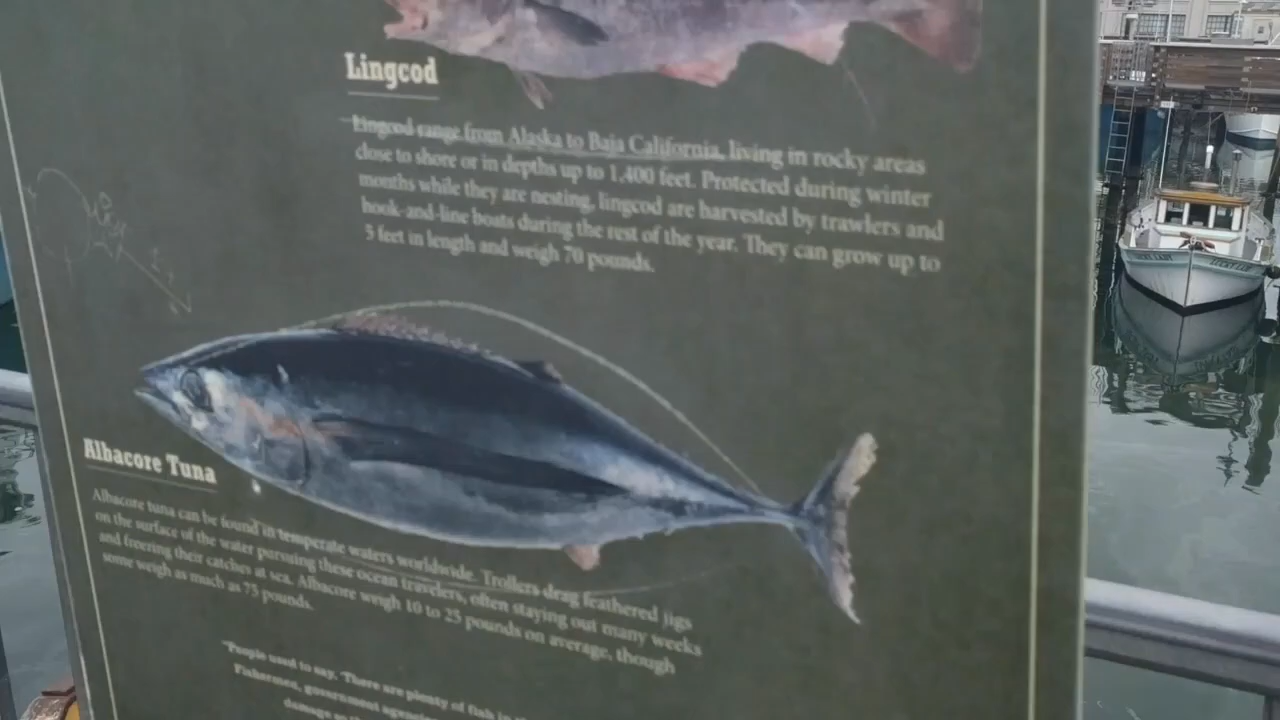 Lingcod
Lingcod range from Alaska to Baja California, living in rocky areas
close to shore or in depths up to 1,400 feet. Protected during winter
months while they are nesting, lingcod are harvested by trawlers and
hook-and-line boats during the rest of the year. They can grow up to
5 feet in length and weigh 70 pounds.
Albacore Tuna
Albacore tuna can be found in temperate waters worldwide. Trollers drag feathered jigs
on the surface of the water pursuing these ocean travelers, often staying out many weeks
and freezing their catches at sea. Albacore weigh 10 to 25 pounds on average, though
some weigh as much as 75 pounds.
"People used to say, 'There are plenty of fish in
Fishermen, government agencies
damage